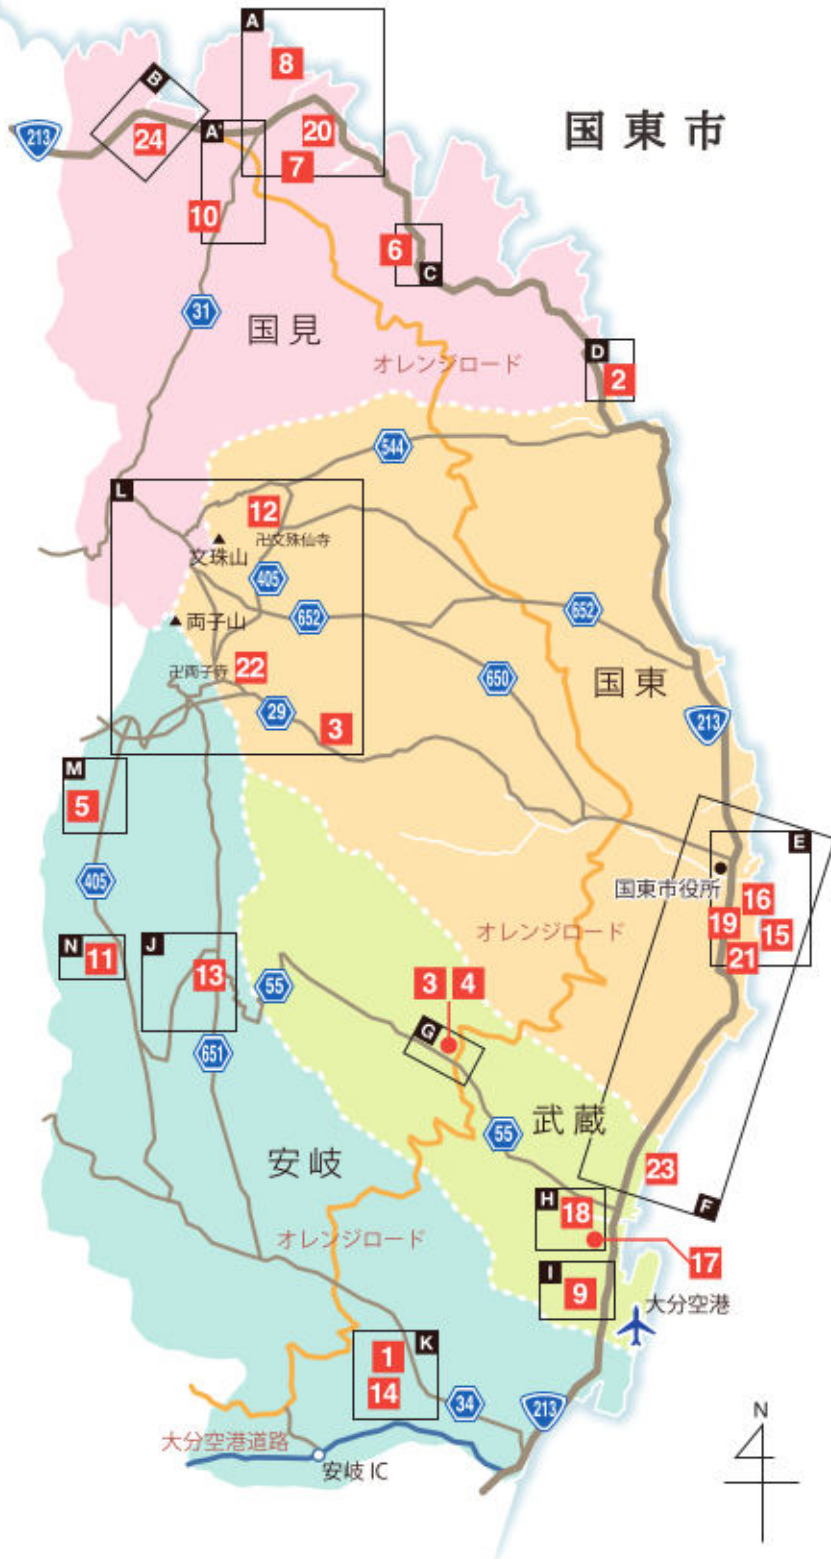 A
8
B
国東市
213
24
A'
20
7
10
6
C
31
国見
オレンジロード
D
2
544
L
12
卍文殊仙寺
文珠山
405
652
652
両子山
卍両子寺
22
650
国東
29
3
213
M
5
E
国東市役所
405
16
19
15
オレンジロード
21
N
11
J
13
55
3 4
G
651
武蔵
55
安岐
23
F
H
18
オレンジロード
17
I
9
大分空港
K
1
14
34
213
N
大分空港道路
安岐 IC